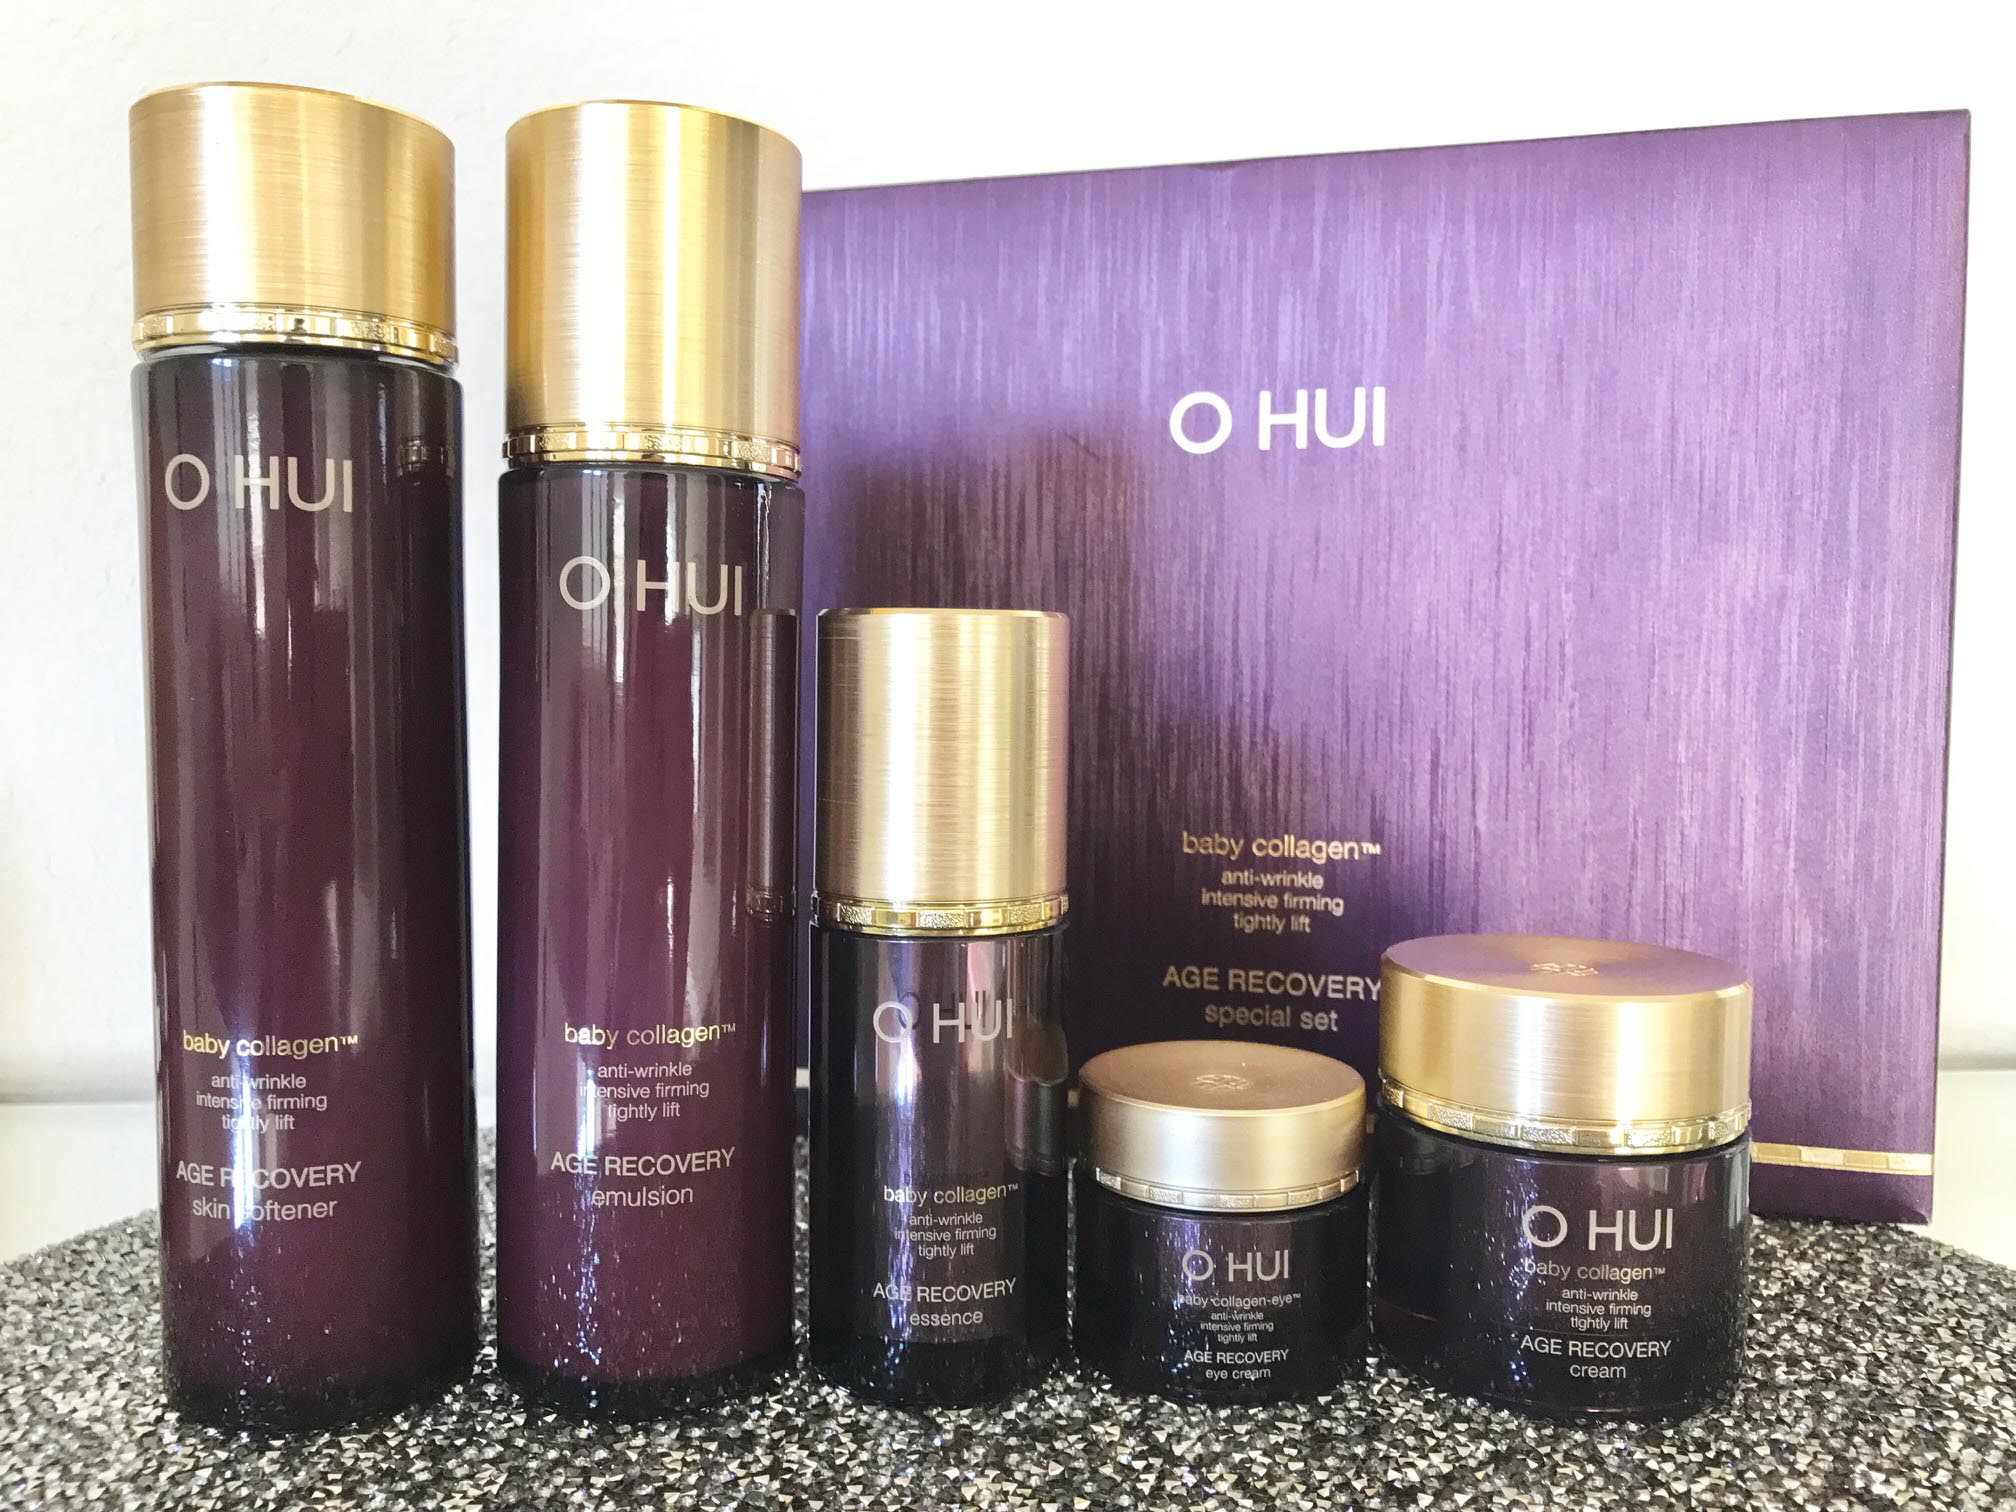 O HUI
baby collagen™
anti-wrinkle
intensive firming
tightly lift
AGE RECOVERY
skin softener
O HUI
baby collagen™
anti-wrinkle
intensive firming
tightly lift
AGE RECOVERY
emulsion
O HUI
baby collagen™
anti-wrinkle
intensive firming
tightly lift
AGE RECOVERY
essence
O HUI
baby collagen-eye™
anti-wrinkle
intensive firming
tightly lift
AGE RECOVERY
eye cream
O HUI
baby collagen™
anti-wrinkle
intensive firming
tightly lift
AGE RECOVERY
cream
O HUI
baby collagen™
anti-wrinkle
intensive firming
tightly lift
AGE RECOVERY
special set